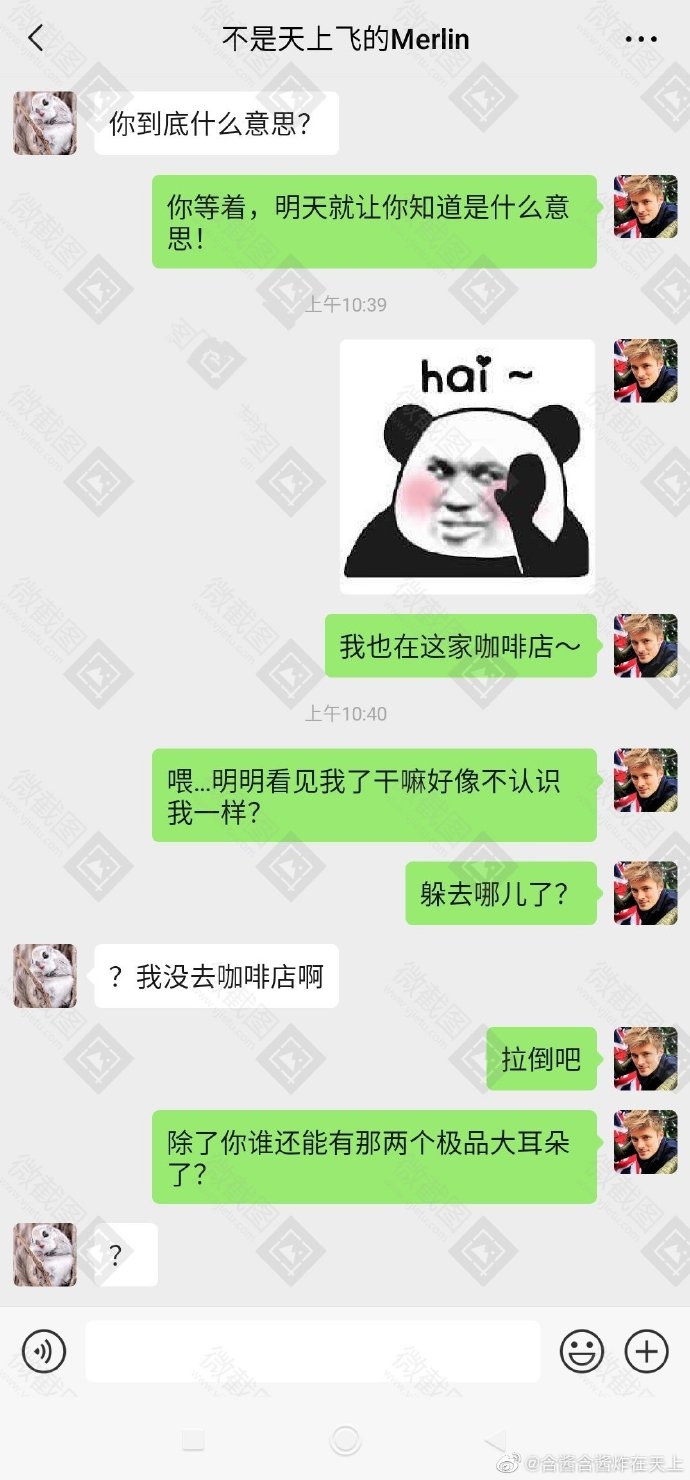 不是天上飞的Merlin
你到底什么意思？
你等着，明天就让你知道是什么意
思！
上午10:39
hai ~
我也在这家咖啡店～
上午10:40
喂...明明看见我了干嘛好像不认识
我一样？
躲去哪儿了？
？我没去咖啡店啊
拉倒吧
除了你谁还能有那两个极品大耳朵
了？
？
@含酱含酱炸在天上